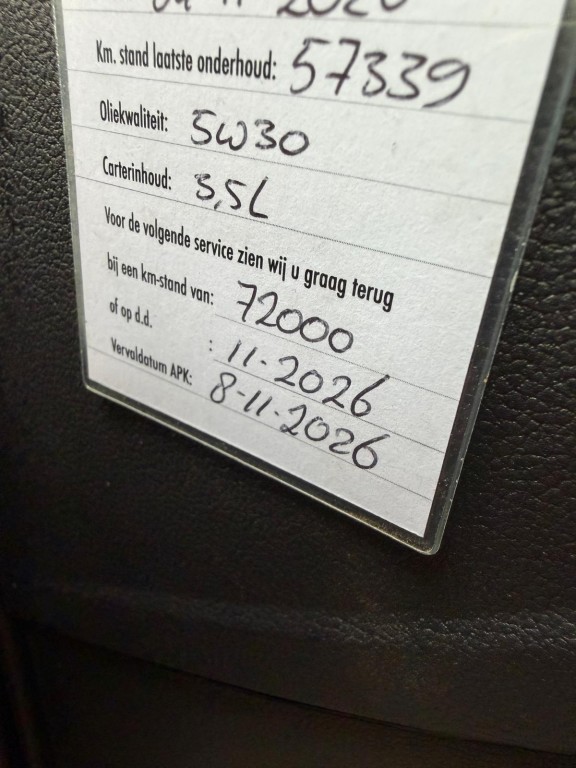 Km. stand laatste onderhoud: 57339
Oliekwaliteit: 5W30
Carterinhoud: 3,5L
Voor de volgende service zien wij u graag terug
bij een km-stand van: 72000
of op d.d. : 11-2026
Vervaldatum APK: 8-11-2026